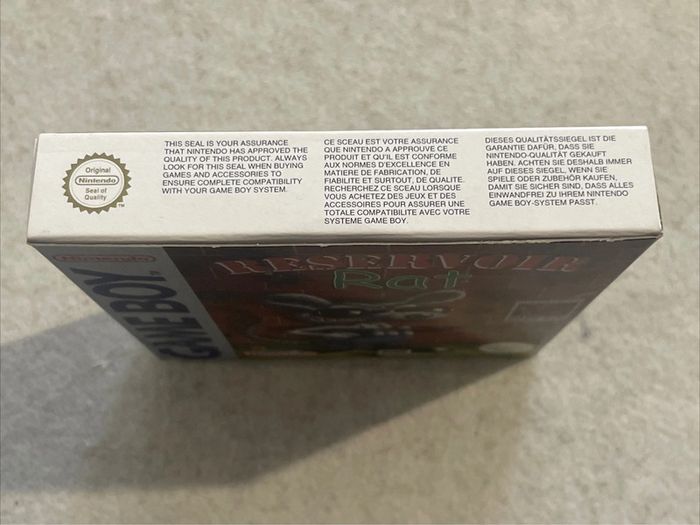 Original
Nintendo
Seal of
Quality
TM
THIS SEAL IS YOUR ASSURANCE
THAT NINTENDO HAS APPROVED THE
QUALITY OF THIS PRODUCT. ALWAYS
LOOK FOR THIS SEAL WHEN BUYING
GAMES AND ACCESSORIES TO
ENSURE COMPLETE COMPATIBILITY
WITH YOUR GAME BOY SYSTEM.
CE SCEAU EST VOTRE ASSURANCE
QUE NINTENDO A APPROUVE CE
PRODUIT ET QU'IL EST CONFORME
AUX NORMES D'EXCELLENCE EN
MATIERE DE FABRICATION, DE
FIABILITE ET SURTOUT, DE QUALITE.
RECHERCHEZ CE SCEAU LORSQUE
VOUS ACHETEZ DES JEUX ET DES
ACCESSOIRES POUR ASSURER UNE
TOTALE COMPATIBILITE AVEC VOTRE
SYSTEME GAME BOY.
DIESES QUALITÄTSSIEGEL IST DIE
GARANTIE DAFÜR, DASS SIE
NINTENDO-QUALITÄT GEKAUFT
HABEN. ACHTEN SIE DESHALB IMMER
AUF DIESES SIEGEL, WENN SIE
SPIELE ODER ZUBEHÖR KAUFEN,
DAMIT SIE SICHER SIND, DASS ALLES
EINWANDFREI ZU IHREM NINTENDO
GAME BOY-SYSTEM PASST.
Nintendo
GAME BOY
RESERVOIR
Rat